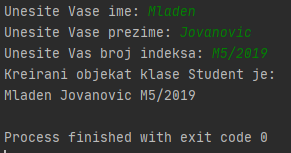 Unesite Vase ime: Mladen
Unesite Vase prezime: Jovanovic
Unesite Vas broj indeksa: M5/2019
Kreirani objekat klase Student je:
Mladen Jovanovic M5/2019
Process finished with exit code 0